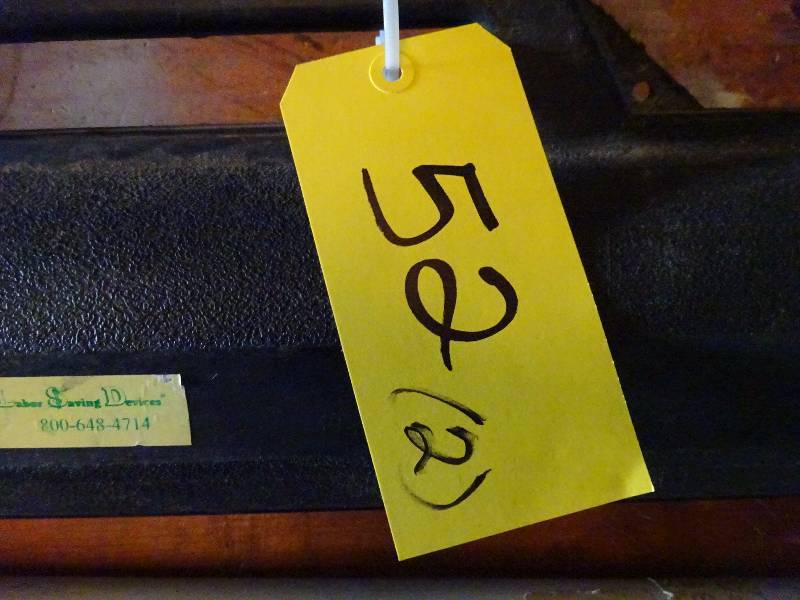 52
(2)
Labor Saving Devices®
800-648-4714